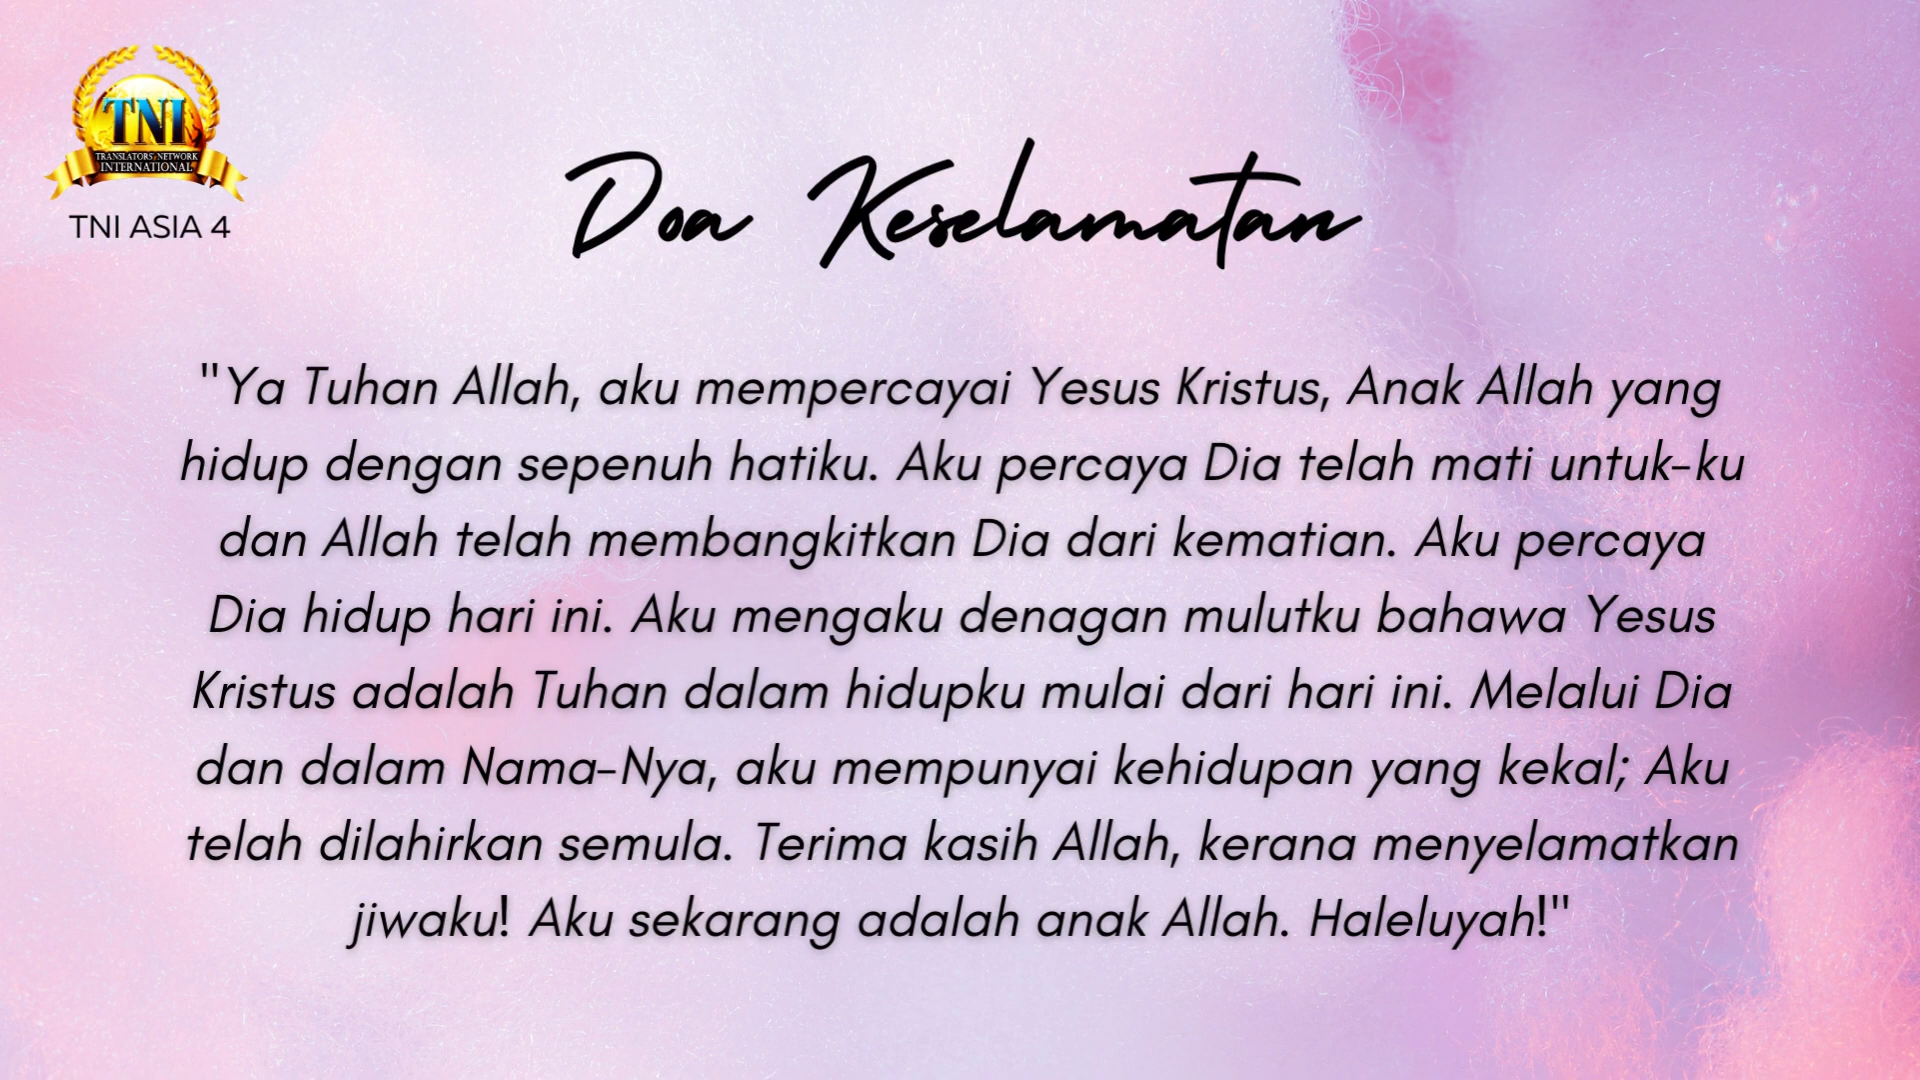 TNI
TRANSLATORS' NETWORK
INTERNATIONAL
TNI ASIA 4
Doa Keselamatan
"Ya Tuhan Allah, aku mempercayai Yesus Kristus, Anak Allah yang
hidup dengan sepenuh hatiku. Aku percaya Dia telah mati untuk-ku
dan Allah telah membangkitkan Dia dari kematian. Aku percaya
Dia hidup hari ini. Aku mengaku denagan mulutku bahawa Yesus
Kristus adalah Tuhan dalam hidupku mulai dari hari ini. Melalui Dia
dan dalam Nama-Nya, aku mempunyai kehidupan yang kekal; Aku
telah dilahirkan semula. Terima kasih Allah, kerana menyelamatkan
jiwaku! Aku sekarang adalah anak Allah. Haleluyah!"